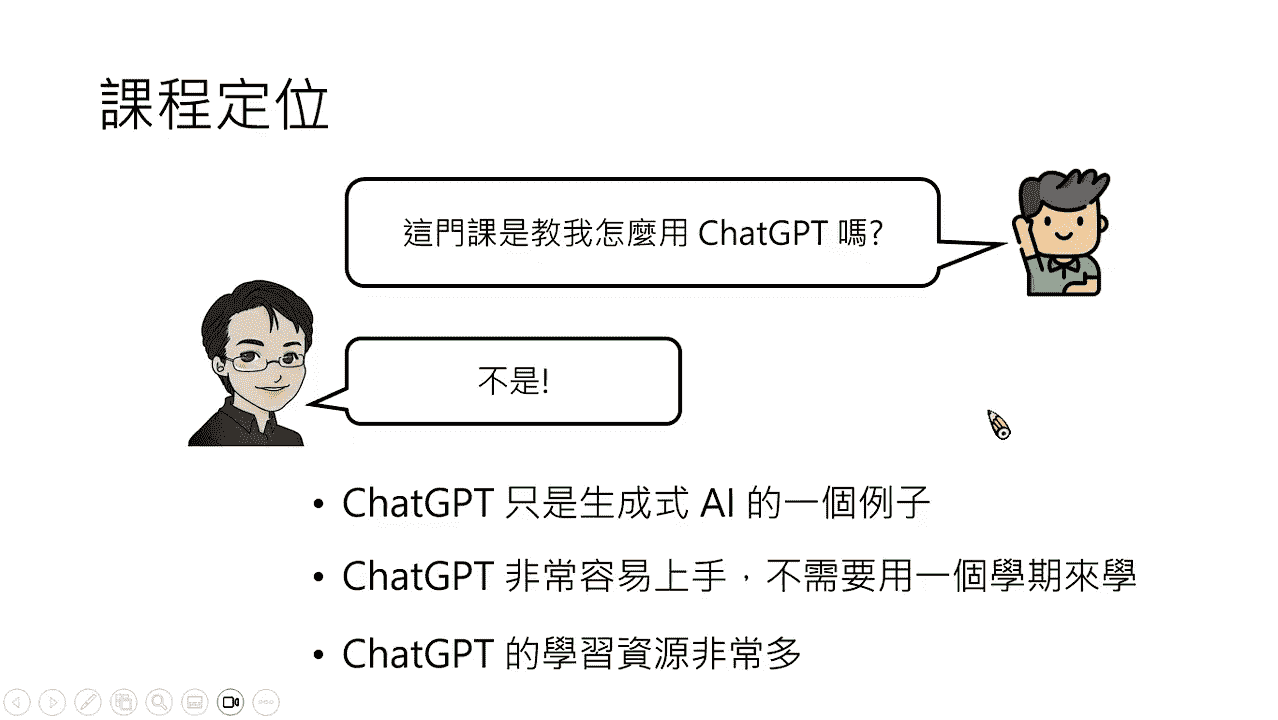 課程定位
這門課是教我怎麼用 ChatGPT 嗎?
不是!
• ChatGPT 只是生成式 AI 的一個例子
• ChatGPT 非常容易上手，不需要用一個學期來學
• ChatGPT 的學習資源非常多